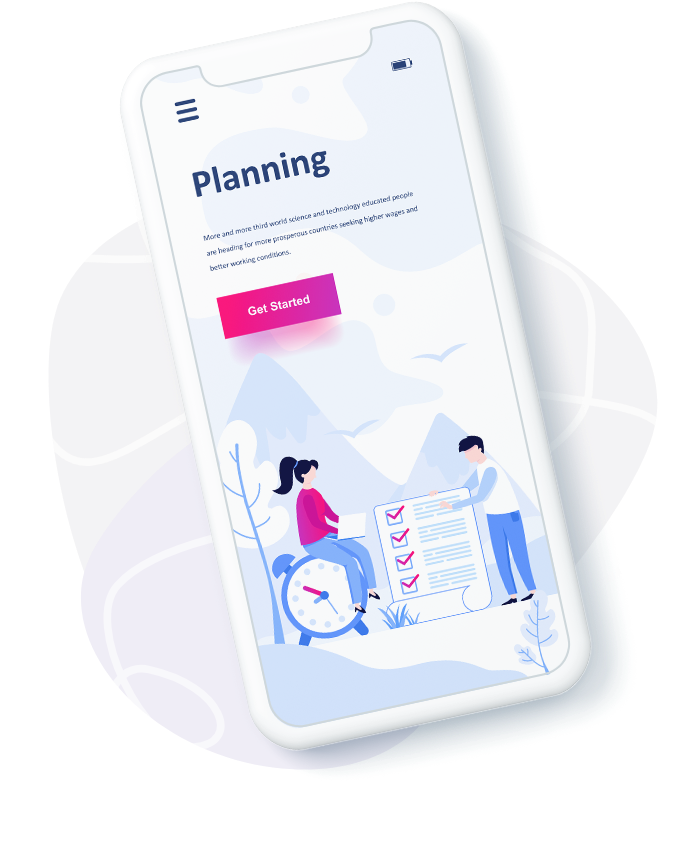 Planning
More and more third world science and technology educated people
are heading for more prosperous countries seeking higher wages and
better working conditions.
Get Started